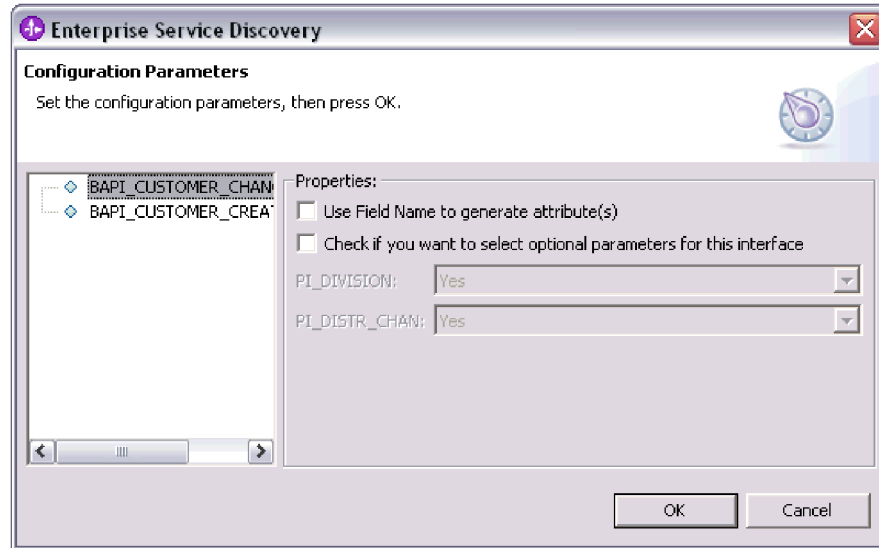 Enterprise Service Discovery
Configuration Parameters
Set the configuration parameters, then press OK.
BAPI_CUSTOMER_CHAN
BAPI_CUSTOMER_CREA
Properties:
Use Field Name to generate attribute(s)
Check if you want to select optional parameters for this interface
PI_DIVISION: Yes
PI_DISTR_CHAN: Yes
OK Cancel